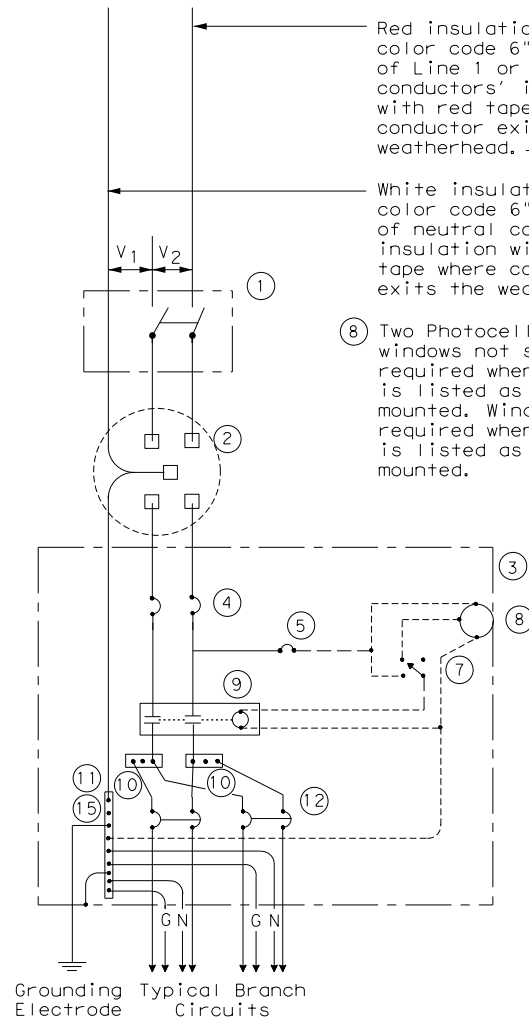 Red insulatio
color code 6"
of Line 1 or
conductors' i
with red tape
conductor exi
weatherhead.
White insulat
color code 6"
of neutral co
insulation wi
tape where co
exits the wea
V1
V2
1
8 Two Photocell
windows not s
required when
is listed as
mounted. Wind
required when
is listed as
mounted.
2
3
4
5
8
7
9
11
10
10
12
15
G N
G N
Grounding
Electrode
Typical Branch
Circuits